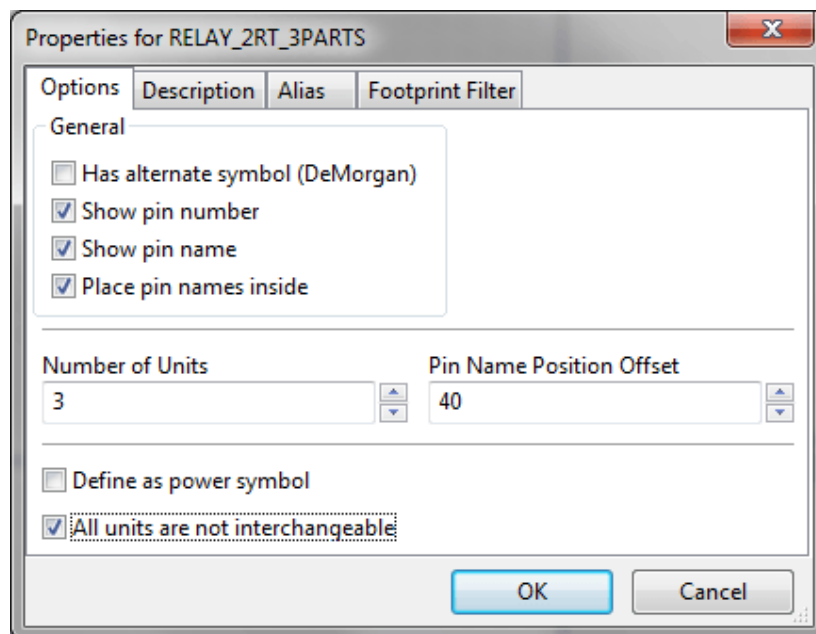 Properties for RELAY_2RT_3PARTS
Options Description Alias Footprint Filter
General
Has alternate symbol (DeMorgan)
Show pin number
Show pin name
Place pin names inside
Number of Units Pin Name Position Offset
3 40
Define as power symbol
All units are not interchangeable
OK Cancel